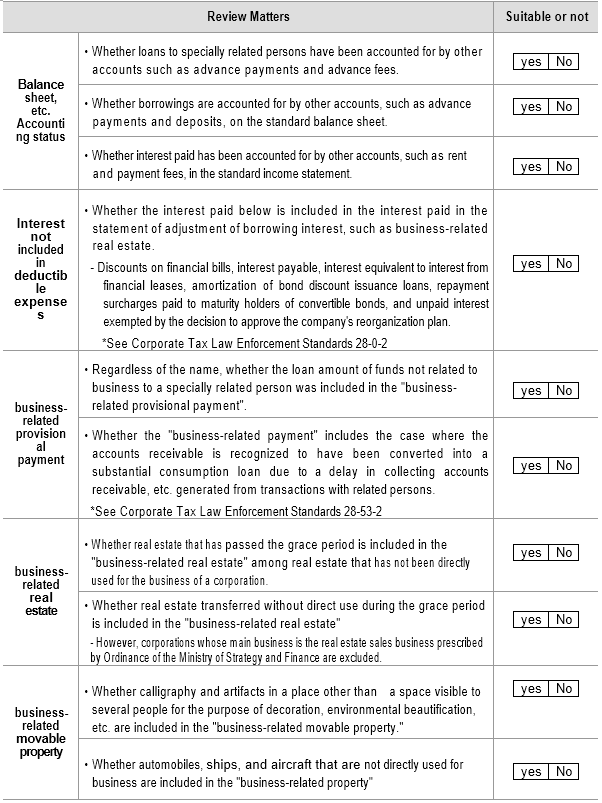 Review Matters
Suitable or not
Balance
sheet,
etc.
Accounti
ng status
• Whether loans to specially related persons have been accounted for by other
accounts such as advance payments and advance fees.
yes No
• Whether borrowings are accounted for by other accounts, such as advance
payments and deposits, on the standard balance sheet.
yes No
• Whether interest paid has been accounted for by other accounts, such as rent
and payment fees, in the standard income statement.
yes No
Interest
not
included
in
deductib
le
expense
s
• Whether the interest paid below is included in the interest paid in the
statement of adjustment of borrowing interest, such as business-related
real estate.
- Discounts on financial bills, interest payable, interest equivalent to interest from
financial leases, amortization of bond discount issuance loans, repayment
surcharges paid to maturity holders of convertible bonds, and unpaid interest
exempted by the decision to approve the company's reorganization plan.
*See Corporate Tax Law Enforcement Standards 28-0-2
yes No
business-
related
provision
al
payment
• Regardless of the name, whether the loan amount of funds not related to
business to a specially related person was included in the "business-
related provisional payment".
yes No
• Whether the "business-related payment" includes the case where the
accounts receivable is recognized to have been converted into a
substantial consumption loan due to a delay in collecting accounts
receivable, etc. generated from transactions with related persons.
*See Corporate Tax Law Enforcement Standards 28-53-2
yes No
business-
related
real
estate
• Whether real estate that has passed the grace period is included in the
"business-related real estate" among real estate that has not been directly
used for the business of a corporation.
yes No
• Whether real estate transferred without direct use during the grace period
is included in the "business-related real estate"
- However, corporations whose main business is the real estate sales business prescribed
by Ordinance of the Ministry of Strategy and Finance are excluded.
yes No
business-
related
movable
property
• Whether calligraphy and artifacts in a place other than a space visible to
several people for the purpose of decoration, environmental beautification,
etc. are included in the "business-related movable property."
yes No
• Whether automobiles, ships, and aircraft that are not directly used for
business are included in the "business-related property"
yes No